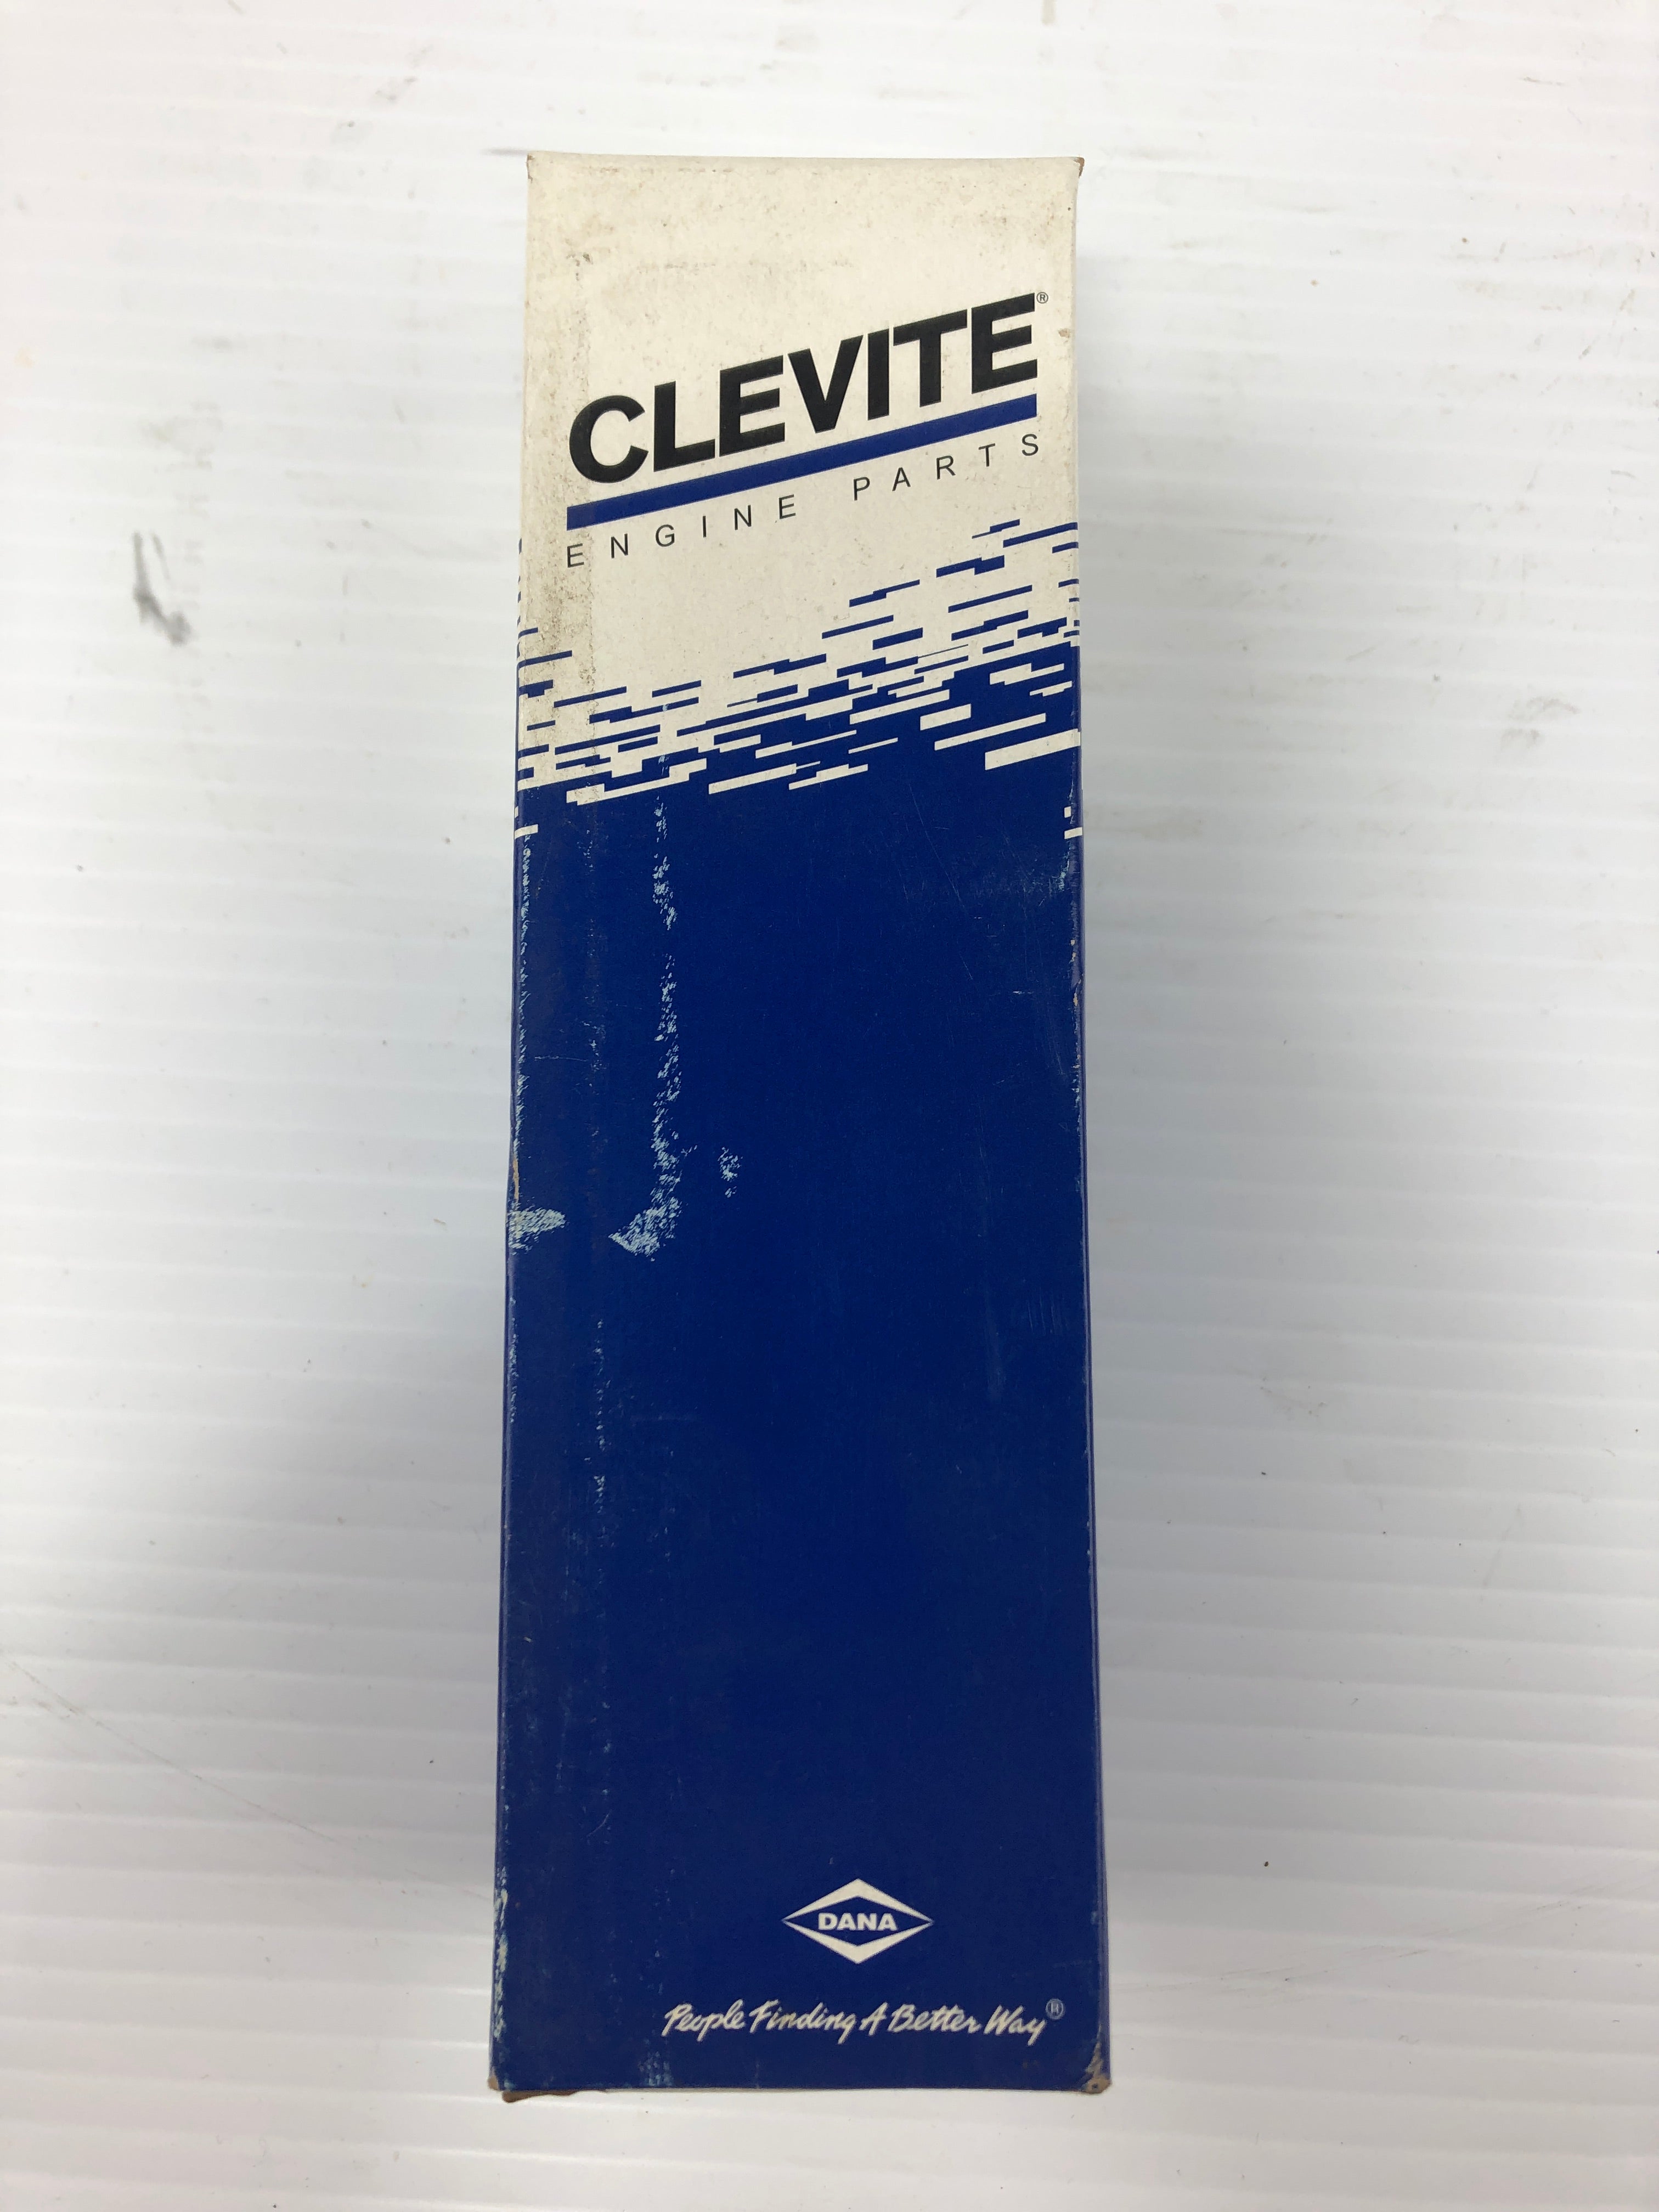 CLEVITE®
ENGINE PARTS
DANA
People Finding A Better Way®